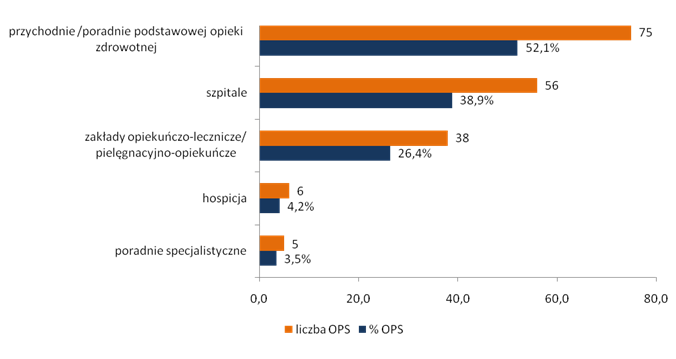 przychodnie/poradnie podstawowej opieki
zdrowotnej
75
52,1%
szpitale
56
38,9%
zakłady opiekuńczo-lecznicze/
pielęgnacyjno-opiekuńcze
38
26,4%
hospicja
6
4,2%
poradnie specjalistyczne
5
3,5%
0,0 20,0 40,0 60,0 80,0
liczba OPS % OPS